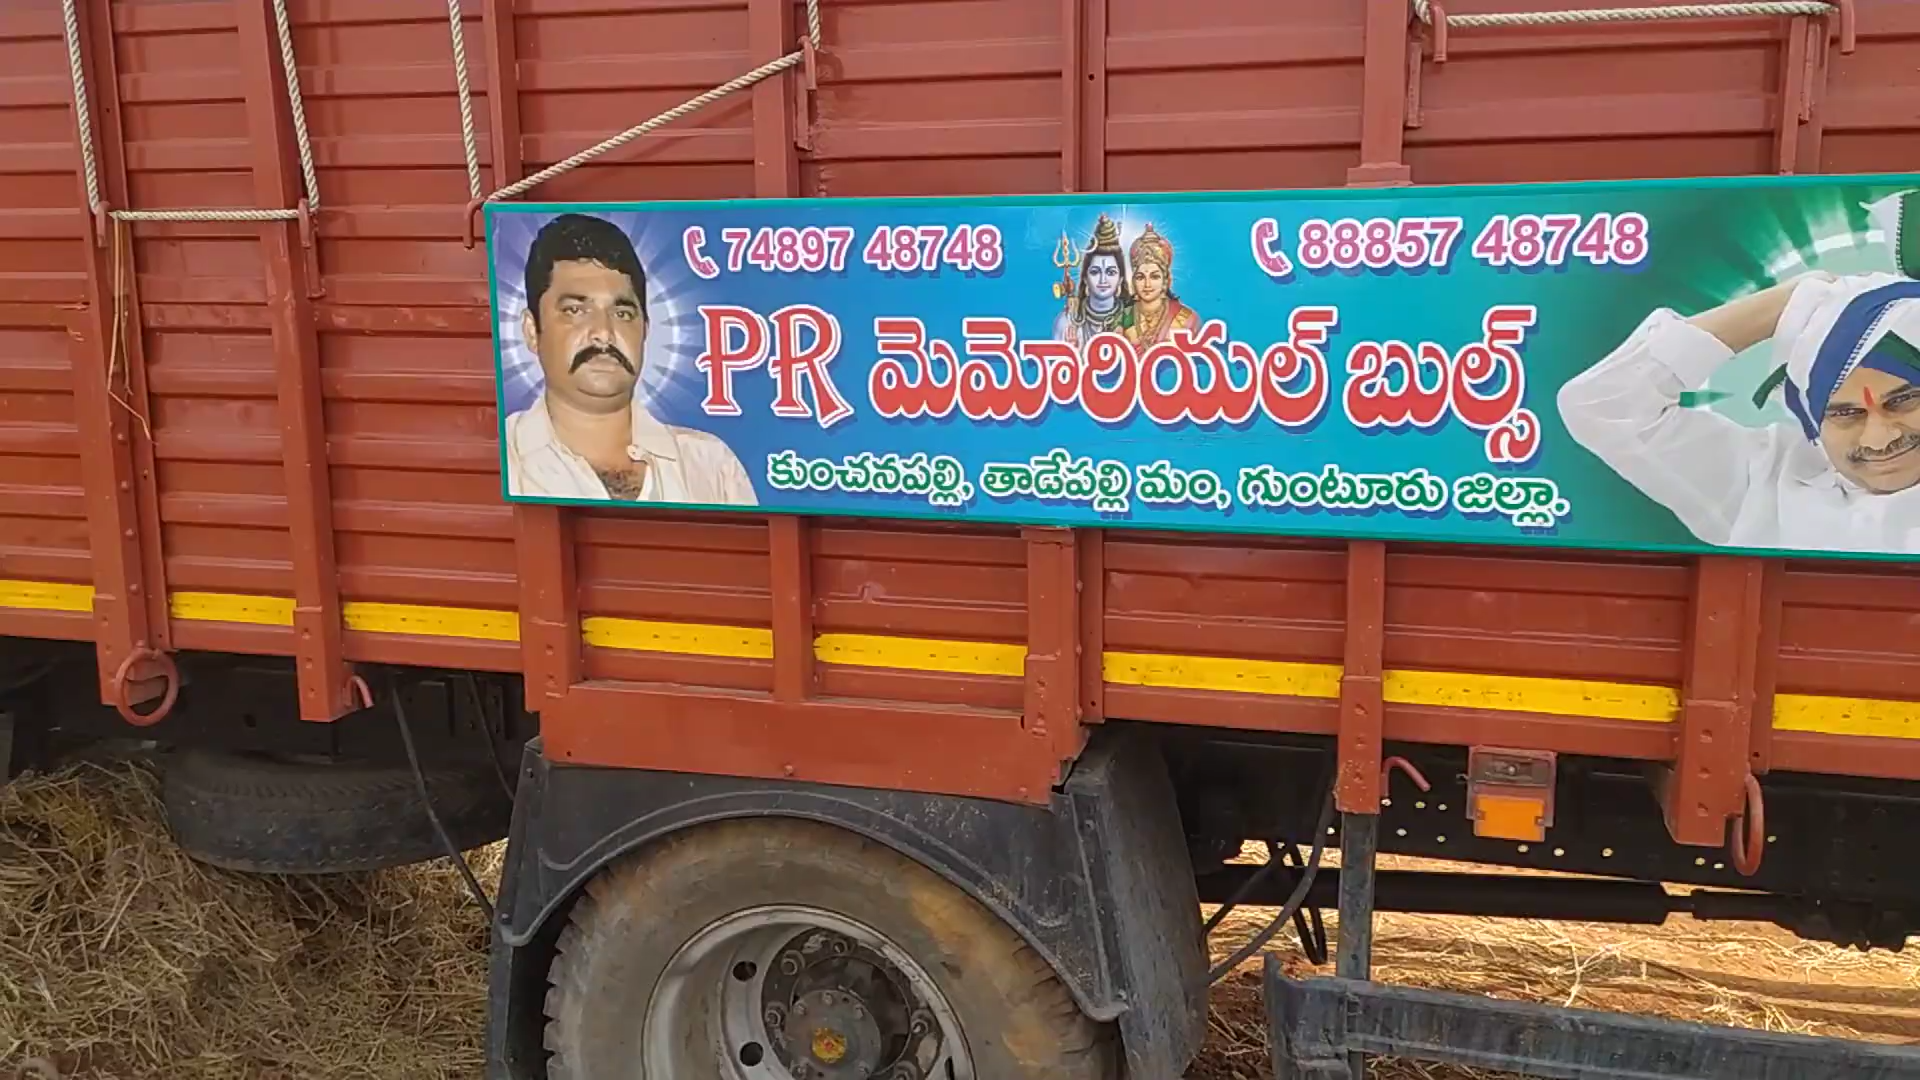 74897 48748 88857 48748
PR మెమోరియల్ బుల్స్
కుంచనపల్లి, తాడేపల్లి మం, గుంటూరు జిల్లా.